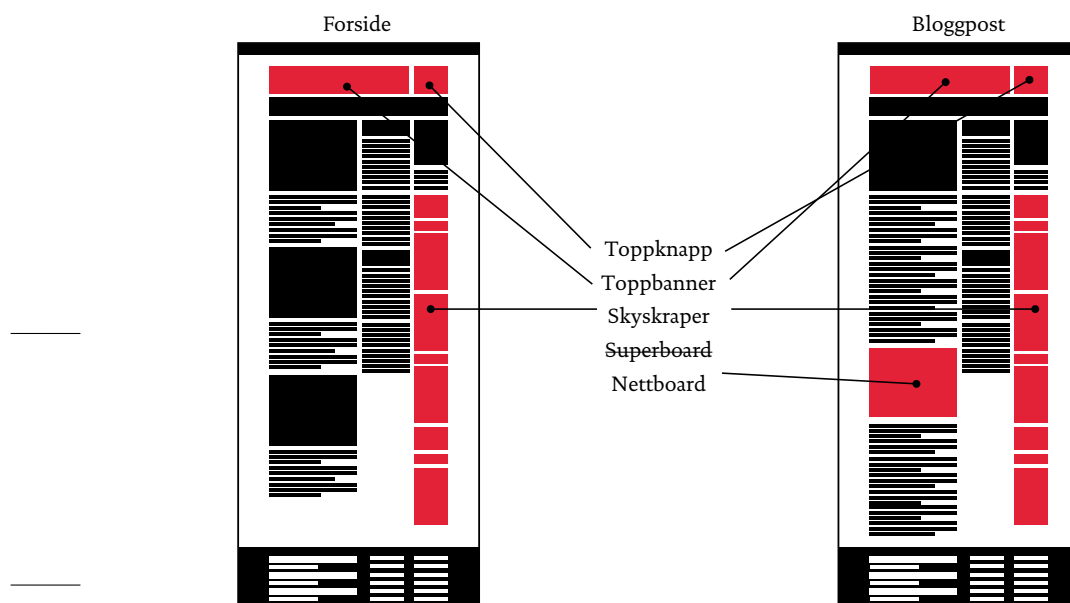 Forside
Bloggpost
Toppknapp
Toppbanner
Skyskraper
Superboard
Nettboard